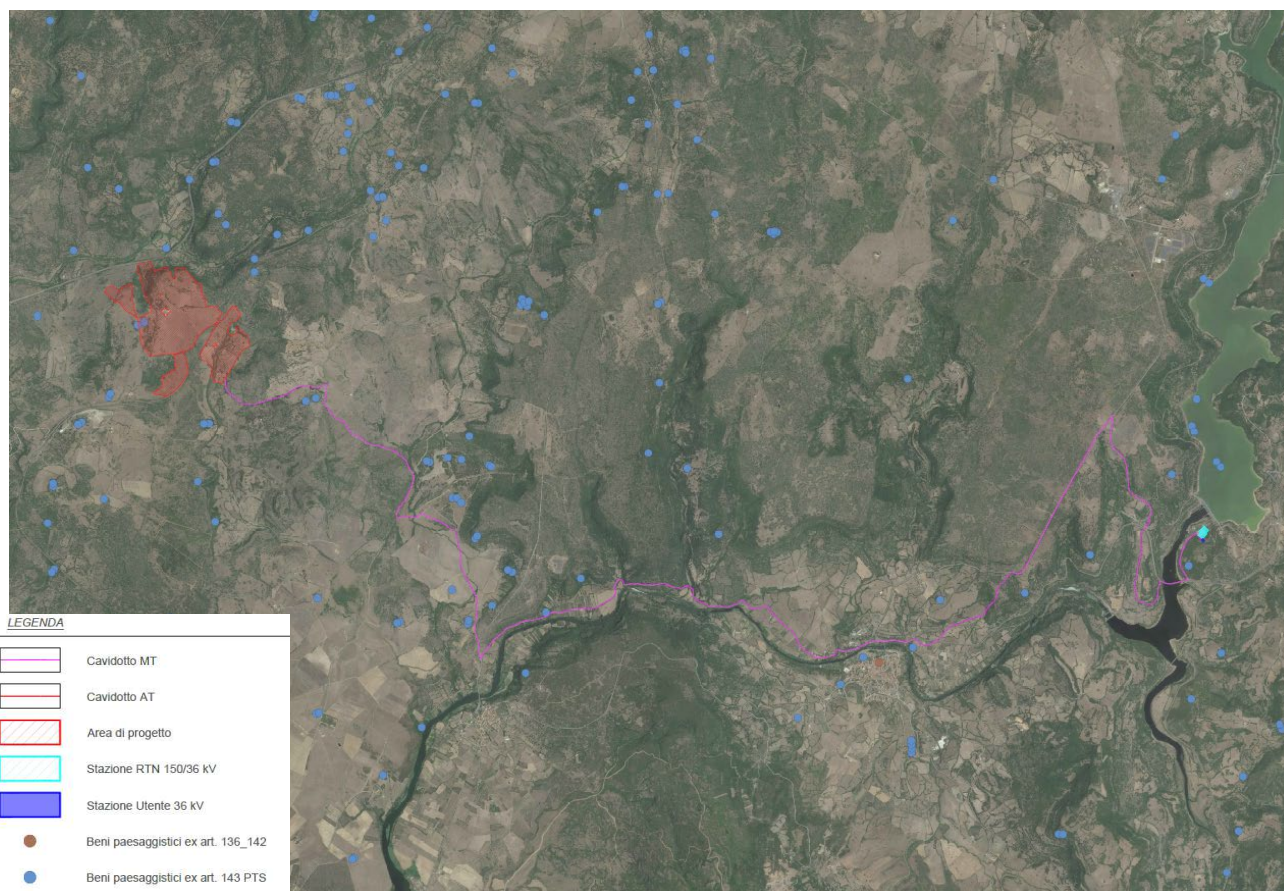 LEGENDA
Cavidotto MT
Cavidotto AT
Area di progetto
Stazione RTN 150/36 kV
Stazione Utente 36 kV
Beni paesaggistici ex art. 136_142
Beni paesaggistici ex art. 143 PTS